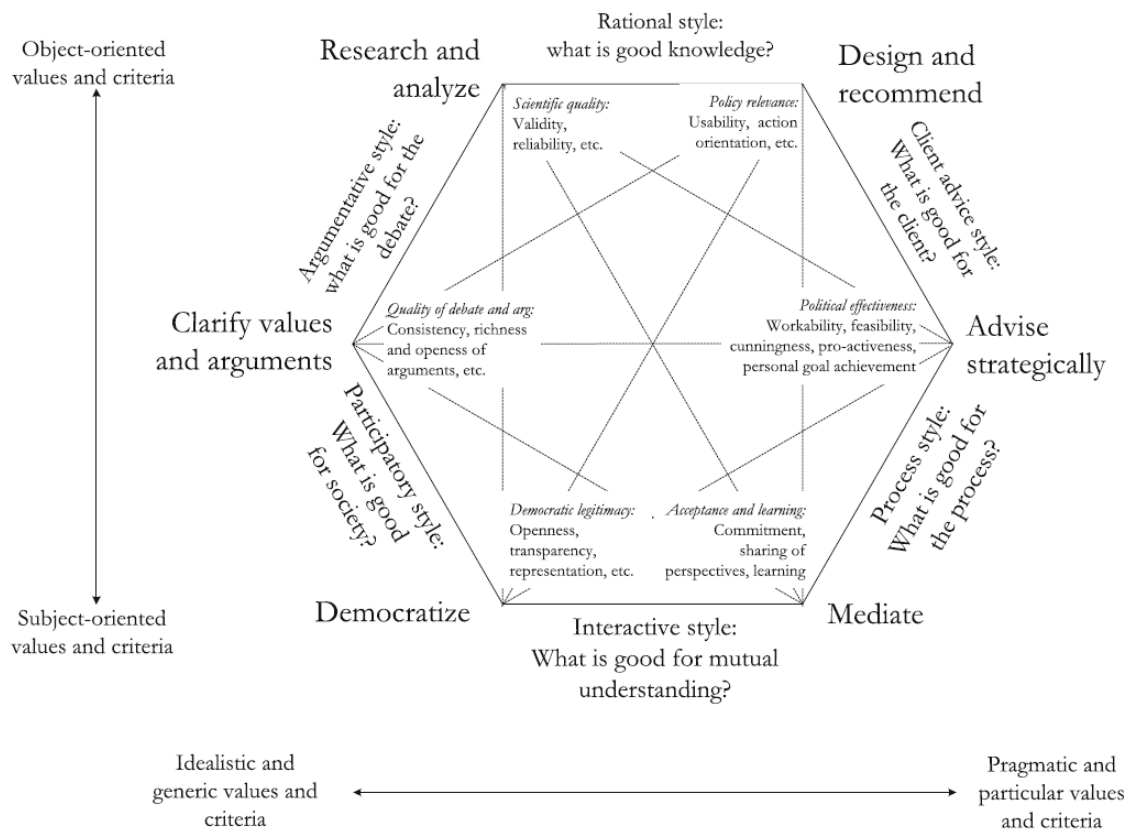 Object-oriented
values and criteria
Research and
analyze
Rational style:
what is good knowledge?
Design and
recommend
Scientific quality:
Validity,
reliability, etc.
Policy relevance:
Usability, action
orientation, etc.
Argumentative style:
what is good for the
debate?
Client advice style:
What is good for
the client?
Clarify values
and arguments
Quality of debate and arg:
Consistency, richness
and openess of
arguments, etc.
Political effectiveness:
Workability, feasibility,
cunningness, pro-activeness,
personal goal achievement
Advise
strategically
Participatory style:
What is good
for society?
Process style:
What is good for
the process?
Democratic legitimacy:
Openness,
transparency,
representation, etc.
Acceptance and learning:
Commitment,
sharing of
perspectives, learning
Subject-oriented
values and criteria
Democratize
Interactive style:
What is good for mutual
understanding?
Mediate
Idealistic and
generic values and
criteria
Pragmatic and
particular values
and criteria